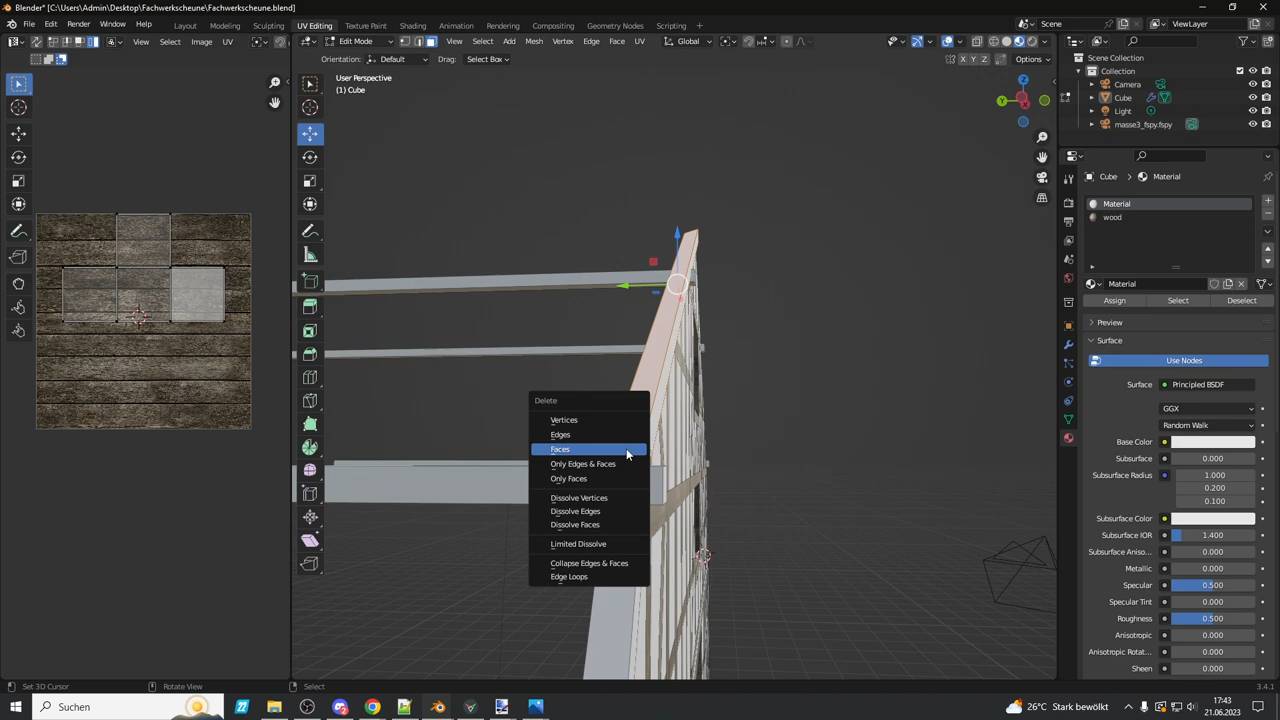 Blender* [C:\Users\Admin\Desktop\Fachwerkscheune\Fachwerkscheune.blend]
File Edit Render Window Help Layout Modeling Sculpting UV Editing Texture Paint Shading Animation Rendering Compositing Geometry Nodes Scripting + Scene ViewLayer
View Select Image UV Edit Mode View Select Add Mesh Vertex Edge Face UV Global
Orientation: Default Drag: Select Box X Y Z Options
User Perspective
(1) Cube
Scene Collection
Collection
Camera
Cube
Light
masse3_fspy.fspy
Z
Y
X
Cube > Material
Material
wood
Material
Assign Select Deselect
Preview
Surface
Use Nodes
Surface Principled BSDF
GGX
Random Walk
Base Color
Subsurface 0.000
Subsurface Radius 1.000
0.200
0.100
Subsurface Color
Subsurface IOR 1.400
Subsurface Aniso... 0.000
Metallic 0.000
Specular 0.500
Specular Tint 0.000
Roughness 0.500
Anisotropic 0.000
Anisotropic Rotat... 0.000
Sheen 0.000
Delete
Vertices
Edges
Faces
Only Edges & Faces
Only Faces
Dissolve Vertices
Dissolve Edges
Dissolve Faces
Limited Dissolve
Collapse Edges & Faces
Edge Loops
Set 3D Cursor Rotate View Select 3.4.1
Suchen 26°C Stark bewölkt 17:43
21.06.2023